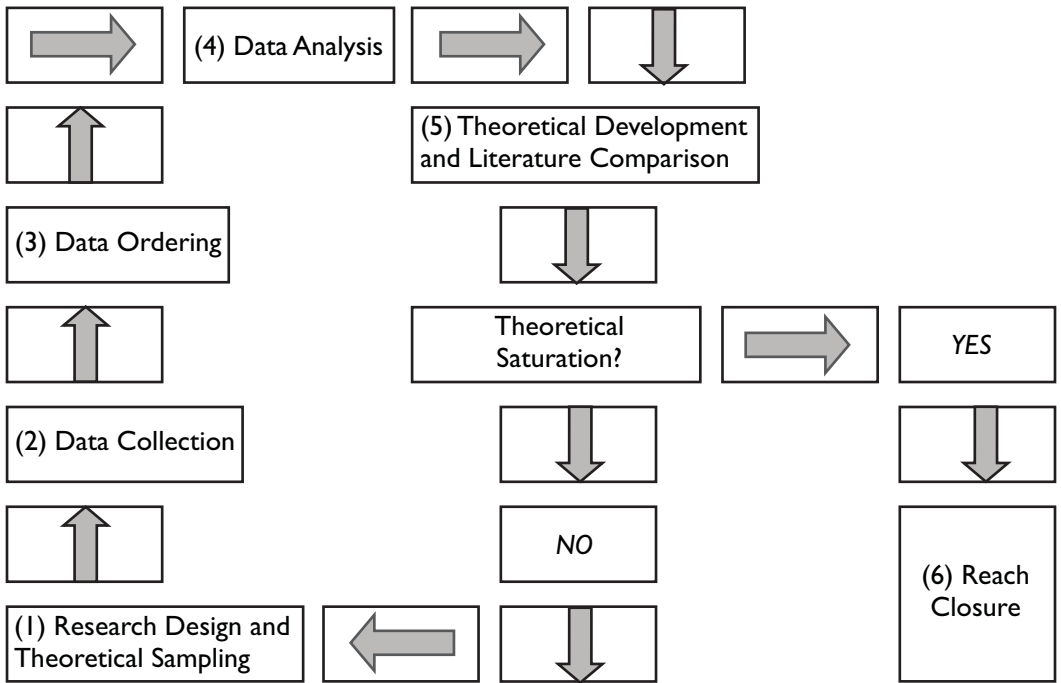 (4) Data Analysis
(5) Theoretical Development
and Literature Comparison
(3) Data Ordering
Theoretical
Saturation?
YES
(2) Data Collection
NO
(6) Reach
Closure
(1) Research Design and
Theoretical Sampling